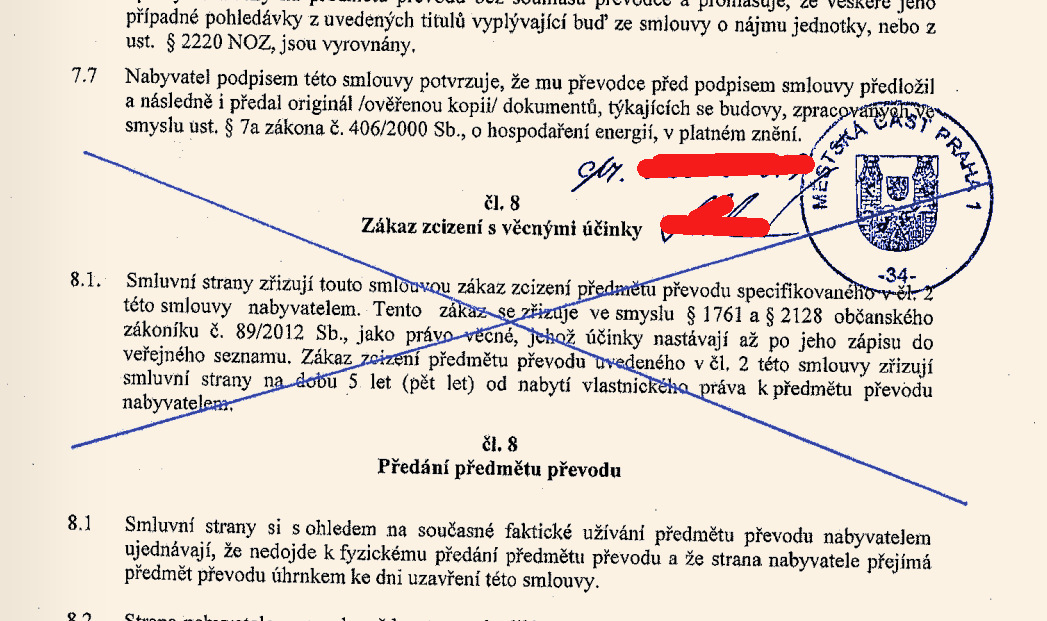 případné pohledávky z uvedených titulů vyplývající buď ze smlouvy o nájmu jednotky, nebo z
ust. § 2220 NOZ, jsou vyrovnány.
7.7 Nabyvatel podpisem této smlouvy potvrzuje, že mu převodce před podpisem smlouvy předložil
a následně i předal originál /ověřenou kopii/ dokumentů, týkajících se budovy, zpracovaných ve
smyslu ust. § 7a zákona č. 406/2000 Sb., o hospodaření energií, v platném znění.
MĚSTSKÁ ČÁST PRAHA 1
-34-
čl. 8
Zákaz zcizení s věcnými účinky
8.1. Smluvní strany zřizují touto smlouvou zákaz zcizení předmětu převodu specifikovaného v čl. 2
této smlouvy nabyvatelem. Tento zákaz se zřizuje ve smyslu § 1761 a § 2128 občanského
zákoníku č. 89/2012 Sb., jako právo věcné, jehož účinky nastávají až po jeho zápisu do
veřejného seznamu. Zákaz zcizení předmětu převodu uvedeného v čl. 2 této smlouvy zřizují
smluvní strany na dobu 5 let (pět let) od nabytí vlastnického práva k předmětu převodu
nabyvatelem.
čl. 8
Předání předmětu převodu
8.1 Smluvní strany si s ohledem na současné faktické užívání předmětu převodu nabyvatelem
ujednávají, že nedojde k fyzickému předání předmětu převodu a že strana nabyvatele přejímá
předmět převodu úhrnkem ke dni uzavření této smlouvy.
8.2